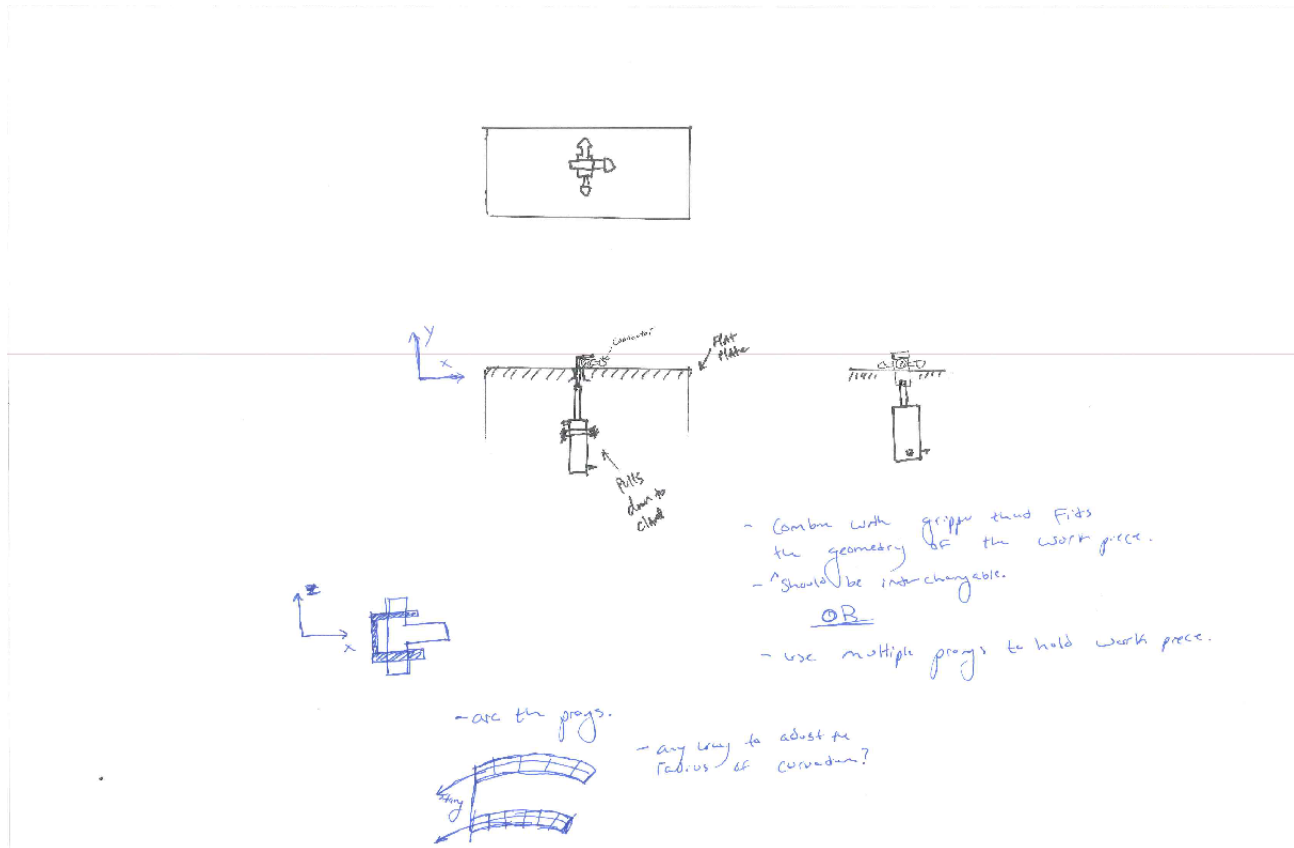 Y
X
connector
Flat
Plate
Pulls
down to
clamp
- Combine with gripper that Fits
the geometry of the work piece.
- ^ Should be interchangable.
OR
- use multiple prongs to hold work piece.
z
x
- arc the prongs.
- any way to adjust the
radius of curvature?
String